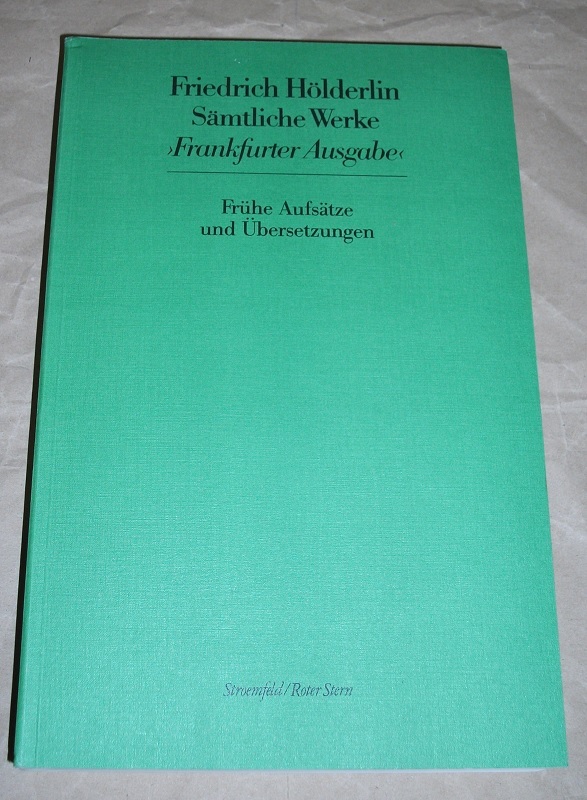 Friedrich Hölderlin
Sämtliche Werke
›Frankfurter Ausgabe‹
Frühe Aufsätze
und Übersetzungen
Stroemfeld/Roter Stern